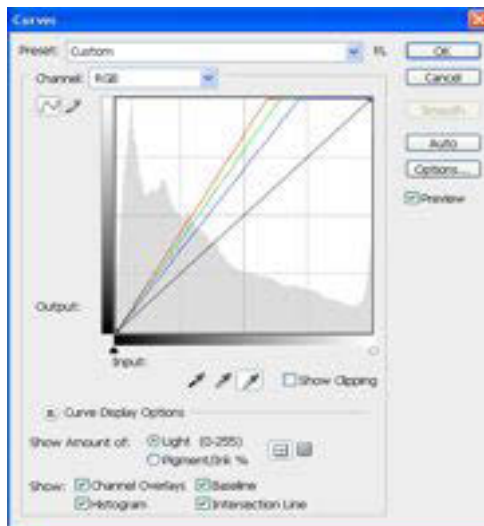 Curves
Preset: Custom
OK
Channel: RGB
Cancel
Smooth
Auto
Options...
Preview
Output:
Input:
Show Clipping
Curve Display Options
Show Amount of: Light (0-255)
Pigment/Ink %
Show: Channel Overlays Baseline
Histogram Intersection Line